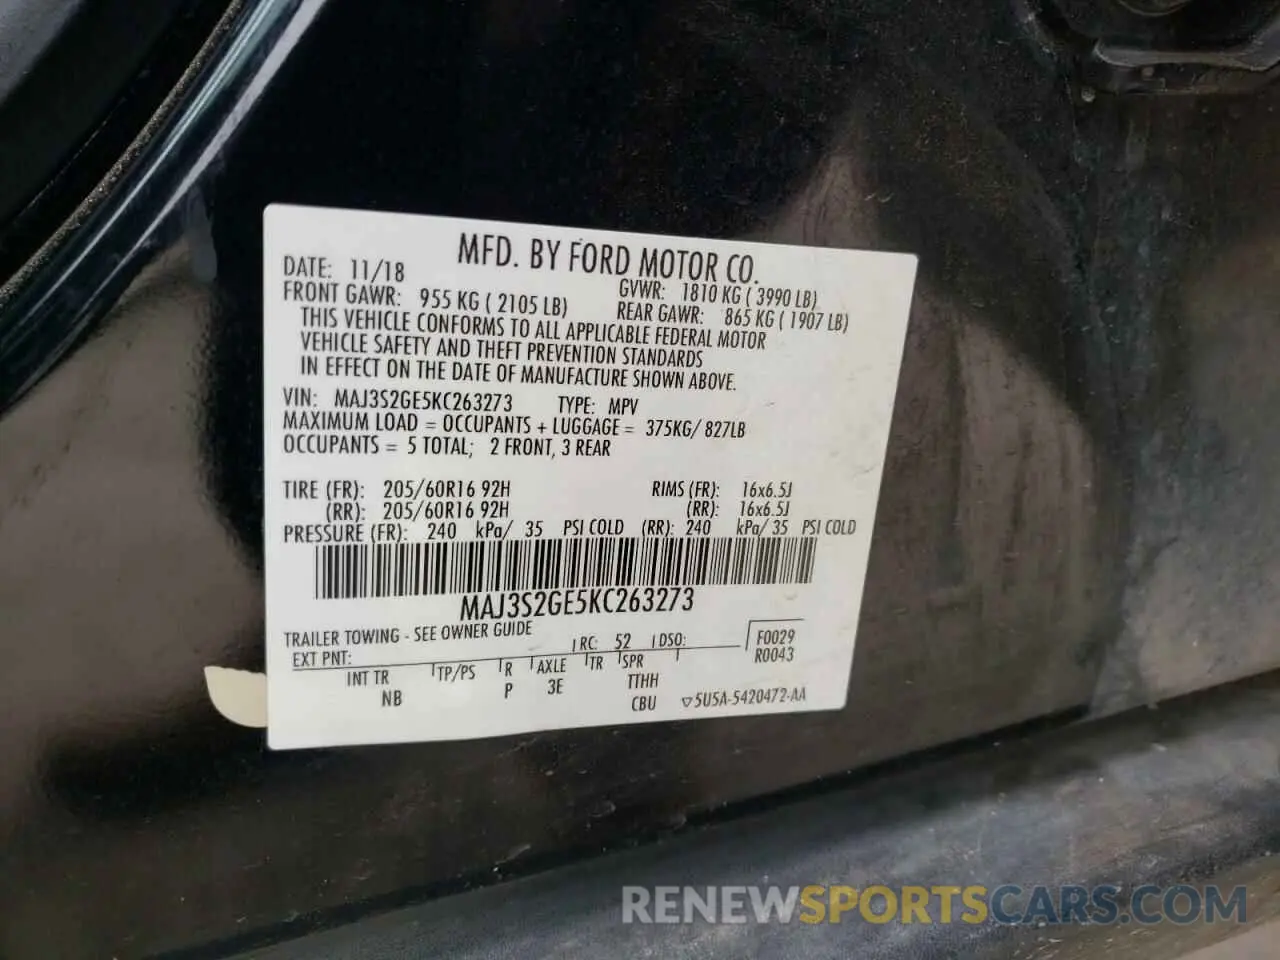 MFD. BY FORD MOTOR CO.
DATE: 11/18 GVWR: 1810 KG ( 3990 LB)
FRONT GAWR: 955 KG ( 2105 LB) REAR GAWR: 865 KG ( 1907 LB)
THIS VEHICLE CONFORMS TO ALL APPLICABLE FEDERAL MOTOR
VEHICLE SAFETY AND THEFT PREVENTION STANDARDS
IN EFFECT ON THE DATE OF MANUFACTURE SHOWN ABOVE.
VIN: MAJ3S2GE5KC263273 TYPE: MPV
MAXIMUM LOAD = OCCUPANTS + LUGGAGE = 375KG/ 827LB
OCCUPANTS = 5 TOTAL; 2 FRONT, 3 REAR
TIRE (FR): 205/60R16 92H RIMS (FR): 16x6.5J
(RR): 205/60R16 92H (RR): 16x6.5J
PRESSURE (FR): 240 kPa/ 35 PSI COLD (RR): 240 kPa/ 35 PSI COLD
MAJ3S2GE5KC263273
TRAILER TOWING - SEE OWNER GUIDE
EXT PNT: RC: 52 DSO: F0029
R0043
INT TR TP/PS R AXLE TR SPR
NB P 3E TTHH
CBU ▽5U5A-5420472-AA
RENEWSPORTSCARS.COM